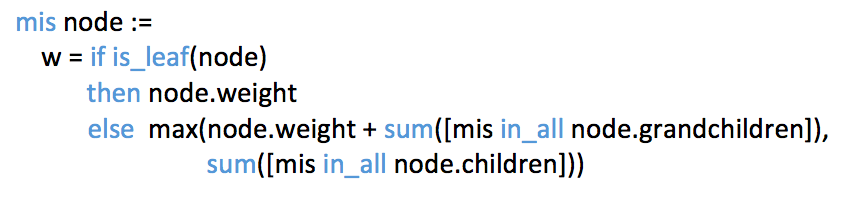 mis node :=
w = if is_leaf(node)
then node.weight
else max(node.weight + sum([mis in_all node.grandchildren]),
sum([mis in_all node.children]))